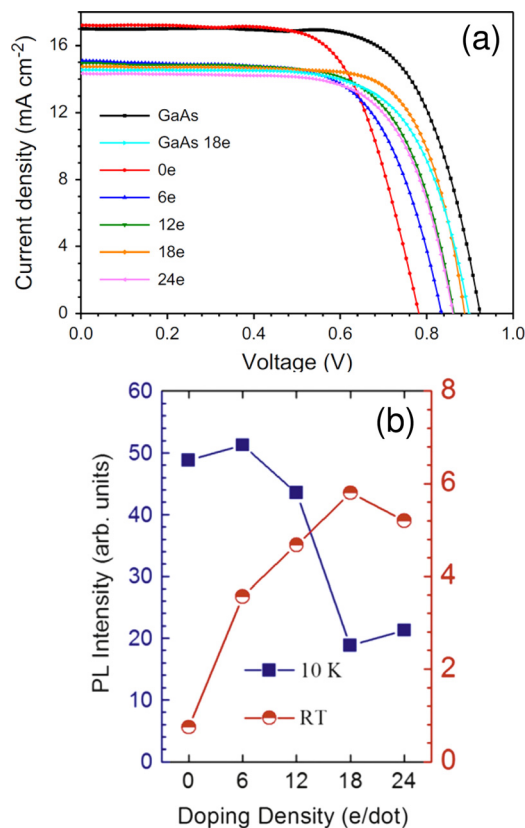 (a)
Current density (mA cm⁻²)
16
12
8
4
0
GaAs
GaAs 18e
0e
6e
12e
18e
24e
0.0 0.2 0.4 0.6 0.8 1.0
Voltage (V)
(b)
PL Intensity (arb. units)
60
50
40
30
20
10
0
8
6
4
2
0
10 K
RT
0 6 12 18 24
Doping Density (e/dot)